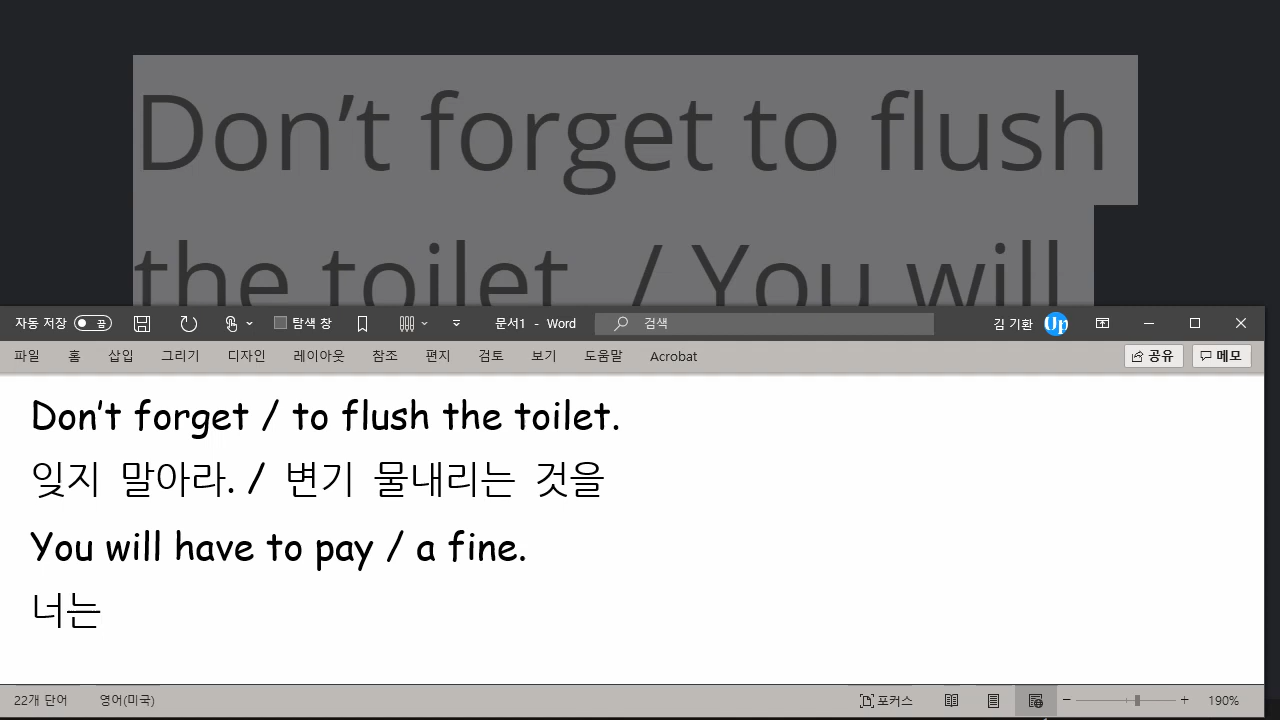 Don’t forget to flush
the toilet. / You will
자동 저장 끔 탐색 창 문서1 - Word 검색 김 기환 Up
파일 홈 삽입 그리기 디자인 레이아웃 참조 편지 검토 보기 도움말 Acrobat 공유 메모
Don’t forget / to flush the toilet.
잊지 말아라. / 변기 물내리는 것을
You will have to pay / a fine.
너는
22개 단어 영어(미국) 포커스 190%